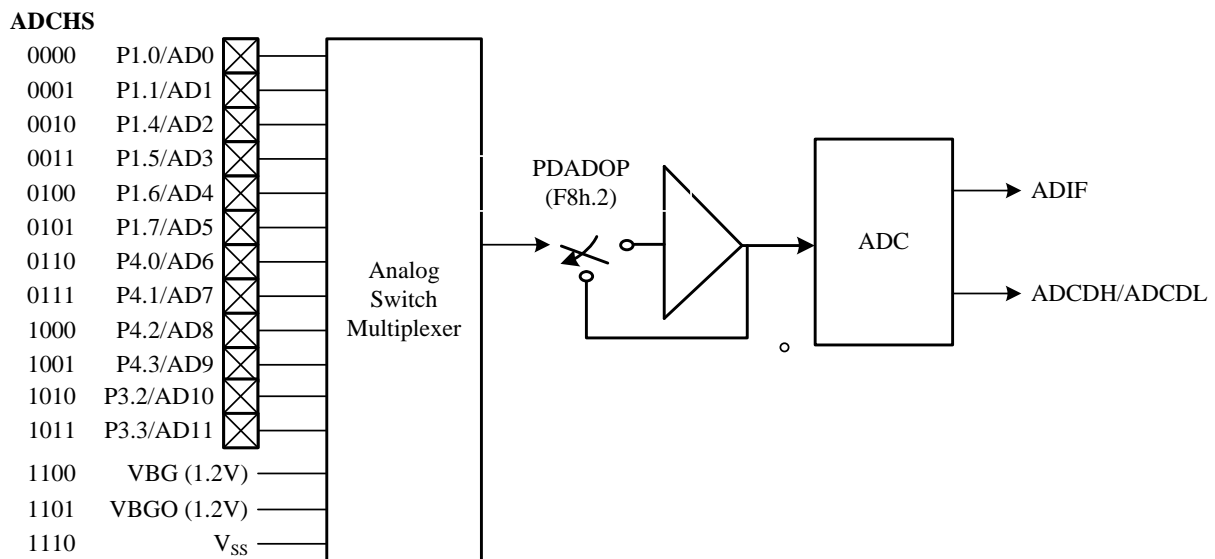 ADCHS
0000 P1.0/AD0
0001 P1.1/AD1
0010 P1.4/AD2
0011 P1.5/AD3
0100 P1.6/AD4
0101 P1.7/AD5
0110 P4.0/AD6
0111 P4.1/AD7
1000 P4.2/AD8
1001 P4.3/AD9
1010 P3.2/AD10
1011 P3.3/AD11
1100 VBG (1.2V)
1101 VBGO (1.2V)
1110 VSS
Analog
Switch
Multiplexer
PDADOP
(F8h.2)
ADC
ADIF
ADCDH/ADCDL